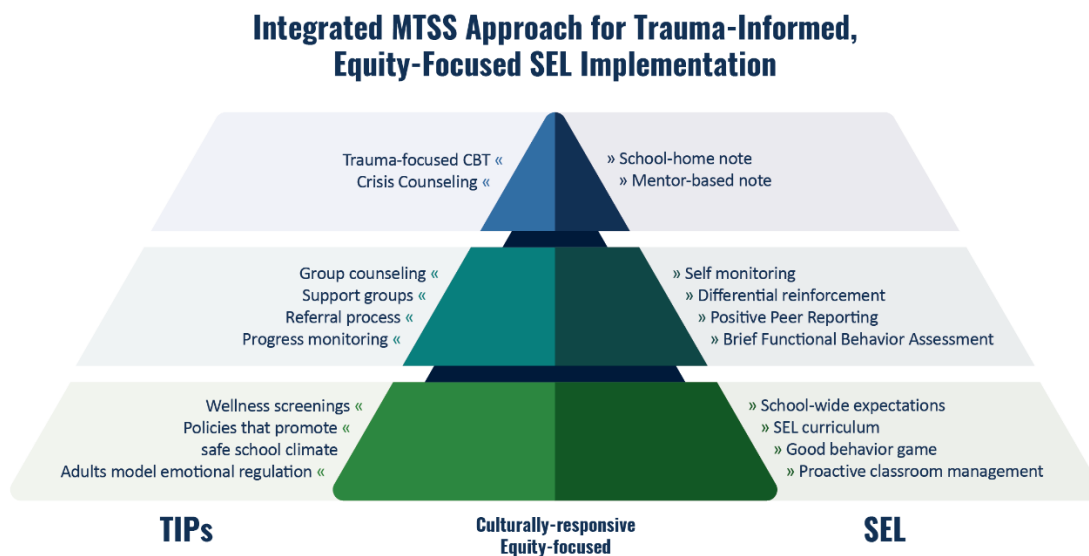 Integrated MTSS Approach for Trauma-Informed,
Equity-Focused SEL Implementation
Trauma-focused CBT «
Crisis Counseling «
» School-home note
» Mentor-based note
Group counseling «
Support groups «
Referral process «
Progress monitoring «
» Self monitoring
» Differential reinforcement
» Positive Peer Reporting
» Brief Functional Behavior Assessment
Wellness screenings «
Policies that promote «
safe school climate
Adults model emotional regulation «
» School-wide expectations
» SEL curriculum
» Good behavior game
» Proactive classroom management
TIPs
Culturally-responsive
Equity-focused
SEL